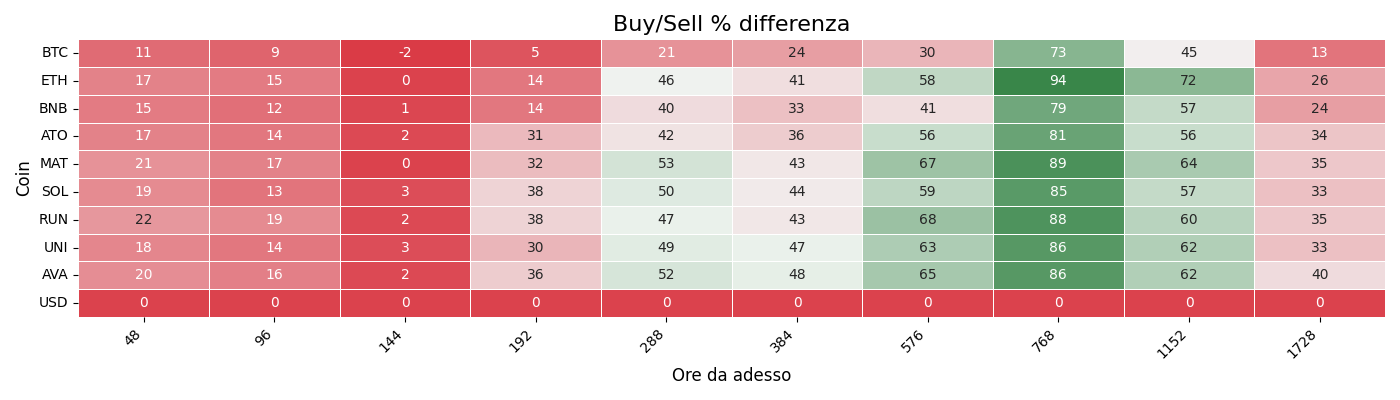 Buy/Sell % differenza
Coin
BTC 11 9 -2 5 21 24 30 73 45 13
ETH 17 15 0 14 46 41 58 94 72 26
BNB 15 12 1 14 40 33 41 79 57 24
ATO 17 14 2 31 42 36 56 81 56 34
MAT 21 17 0 32 53 43 67 89 64 35
SOL 19 13 3 38 50 44 59 85 57 33
RUN 22 19 2 38 47 43 68 88 60 35
UNI 18 14 3 30 49 47 63 86 62 33
AVA 20 16 2 36 52 48 65 86 62 40
USD 0 0 0 0 0 0 0 0 0 0
48 96 144 192 288 384 576 768 1152 1728
Ore da adesso